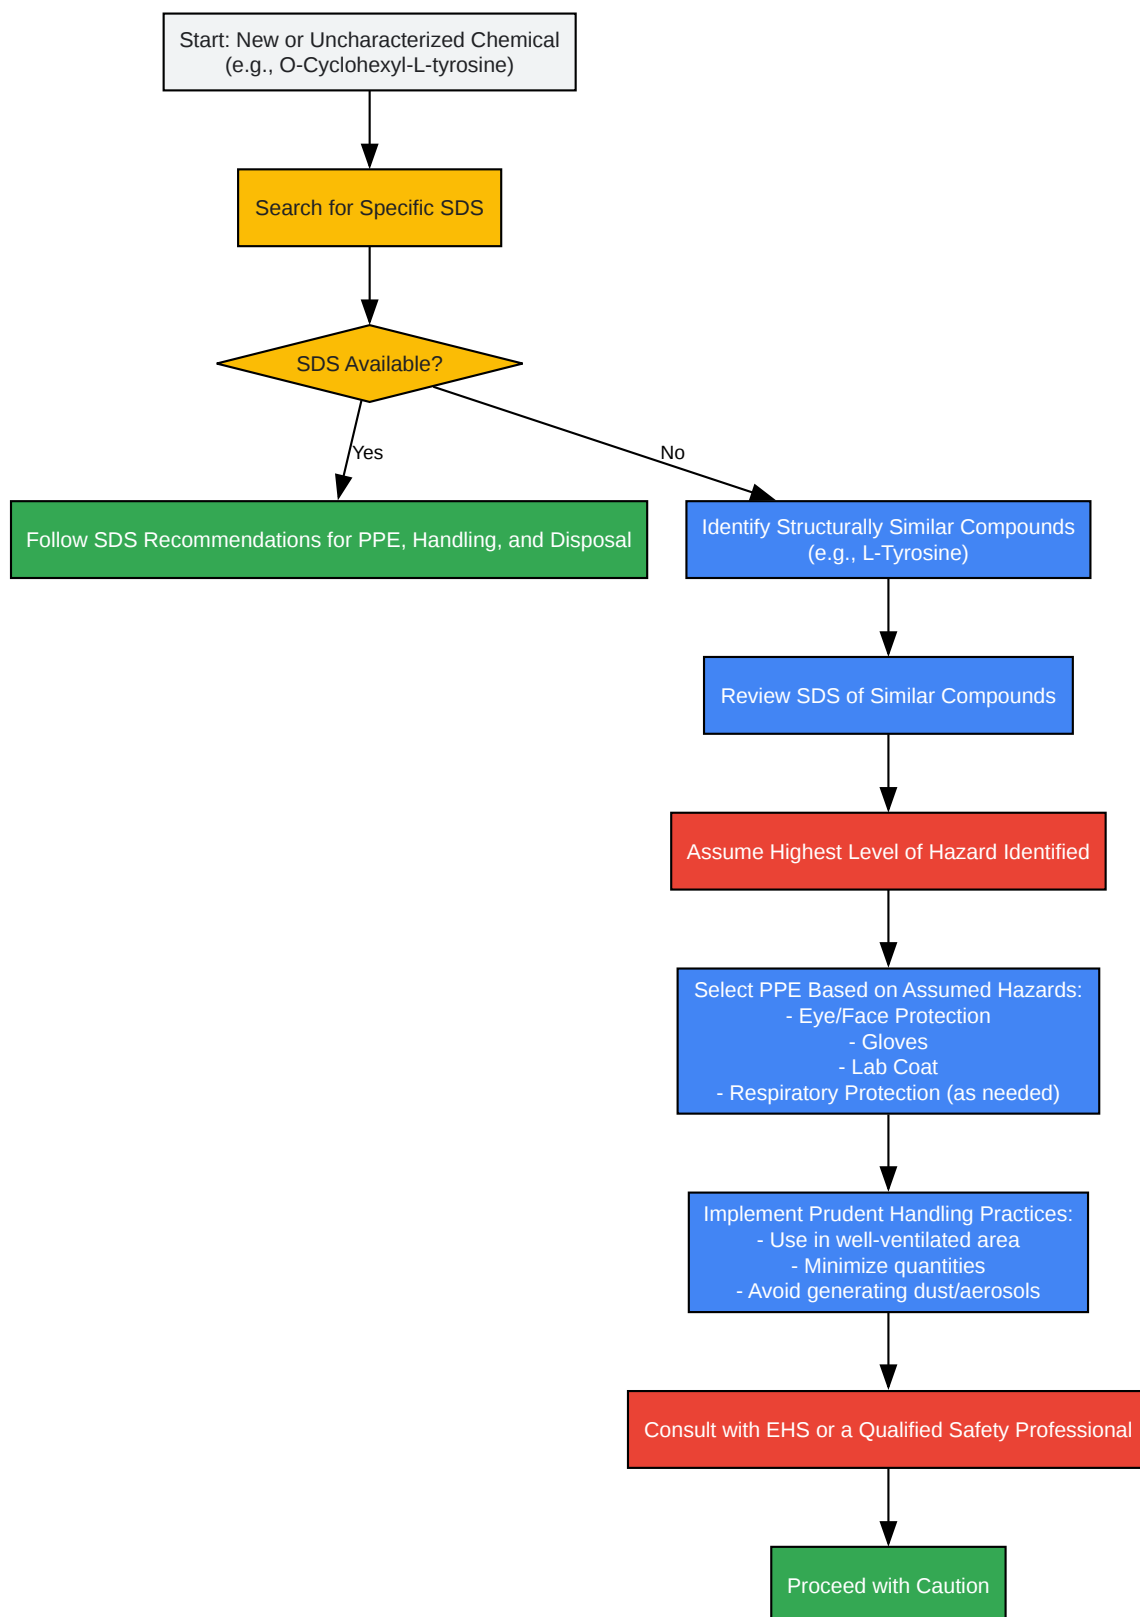 Start: New or Uncharacterized Chemical
(e.g., O-Cyclohexyl-L-tyrosine)
Search for Specific SDS
SDS Available?
Yes
No
Follow SDS Recommendations for PPE, Handling, and Disposal
Identify Structurally Similar Compounds
(e.g., L-Tyrosine)
Review SDS of Similar Compounds
Assume Highest Level of Hazard Identified
Select PPE Based on Assumed Hazards:
- Eye/Face Protection
- Gloves
- Lab Coat
- Respiratory Protection (as needed)
Implement Prudent Handling Practices:
- Use in well-ventilated area
- Minimize quantities
- Avoid generating dust/aerosols
Consult with EHS or a Qualified Safety Professional
Proceed with Caution